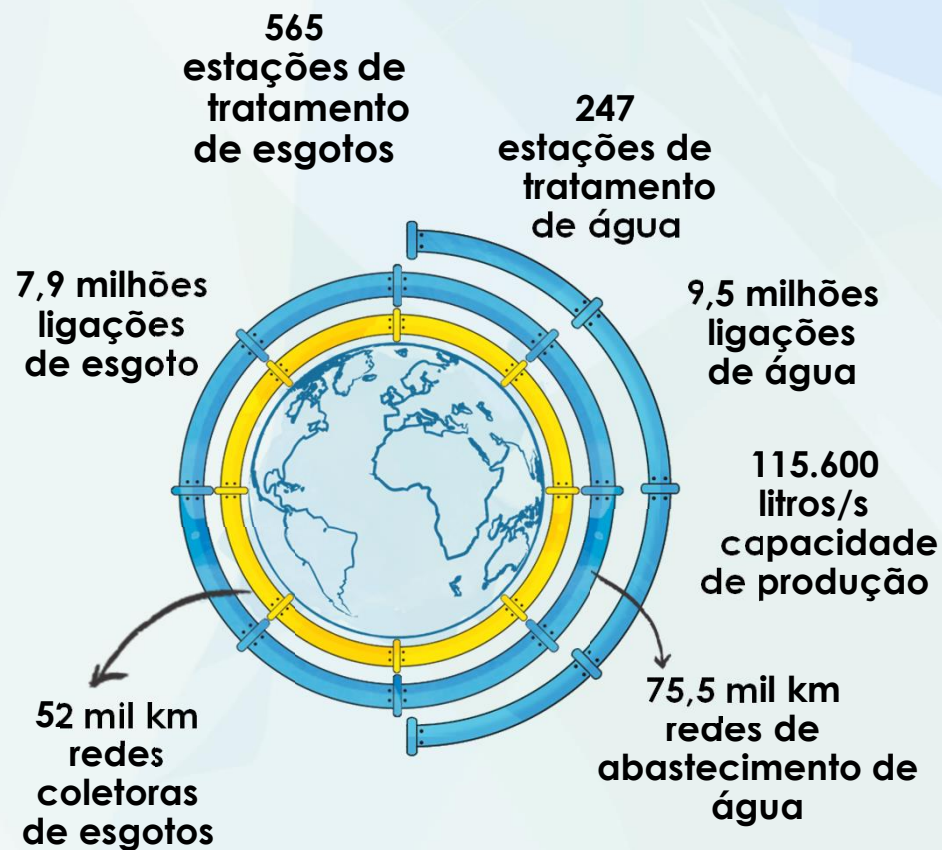 565
estações de
tratamento
de esgotos
247
estações de
tratamento
de água
7,9 milhões
ligações
de esgoto
9,5 milhões
ligações
de água
115.600
litros/s
capacidade
de produção
52 mil km
redes
coletoras
de esgotos
75,5 mil km
redes de
abastecimento de
água